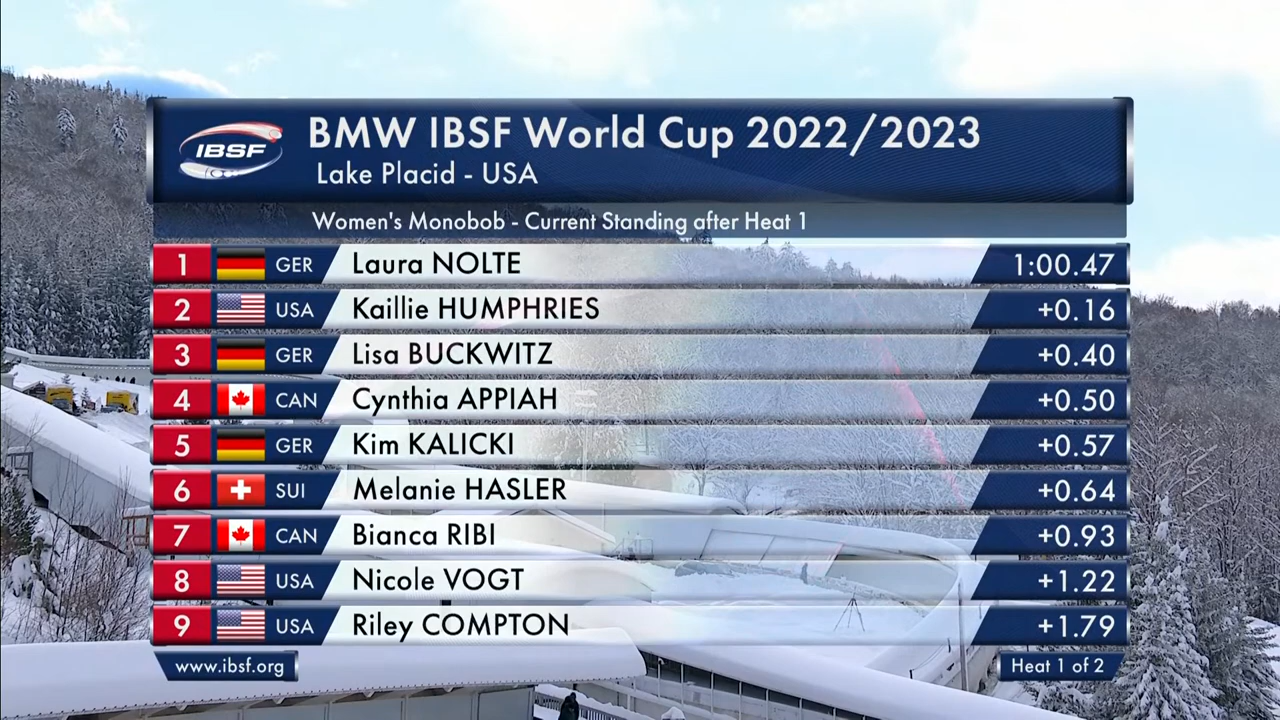 IBSF
BMW IBSF World Cup 2022/2023
Lake Placid - USA
Women's Monobob - Current Standing after Heat 1
1 GER Laura NOLTE 1:00.47
2 USA Kaillie HUMPHRIES +0.16
3 GER Lisa BUCKWITZ +0.40
4 CAN Cynthia APPIAH +0.50
5 GER Kim KALICKI +0.57
6 SUI Melanie HASLER +0.64
7 CAN Bianca RIBI +0.93
8 USA Nicole VOGT +1.22
9 USA Riley COMPTON +1.79
www.ibsf.org Heat 1 of 2